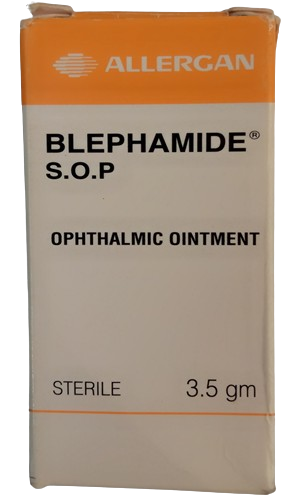 ALLERGAN
BLEPHAMIDE®
S.O.P
OPHTHALMIC OINTMENT
STERILE 3.5 gm